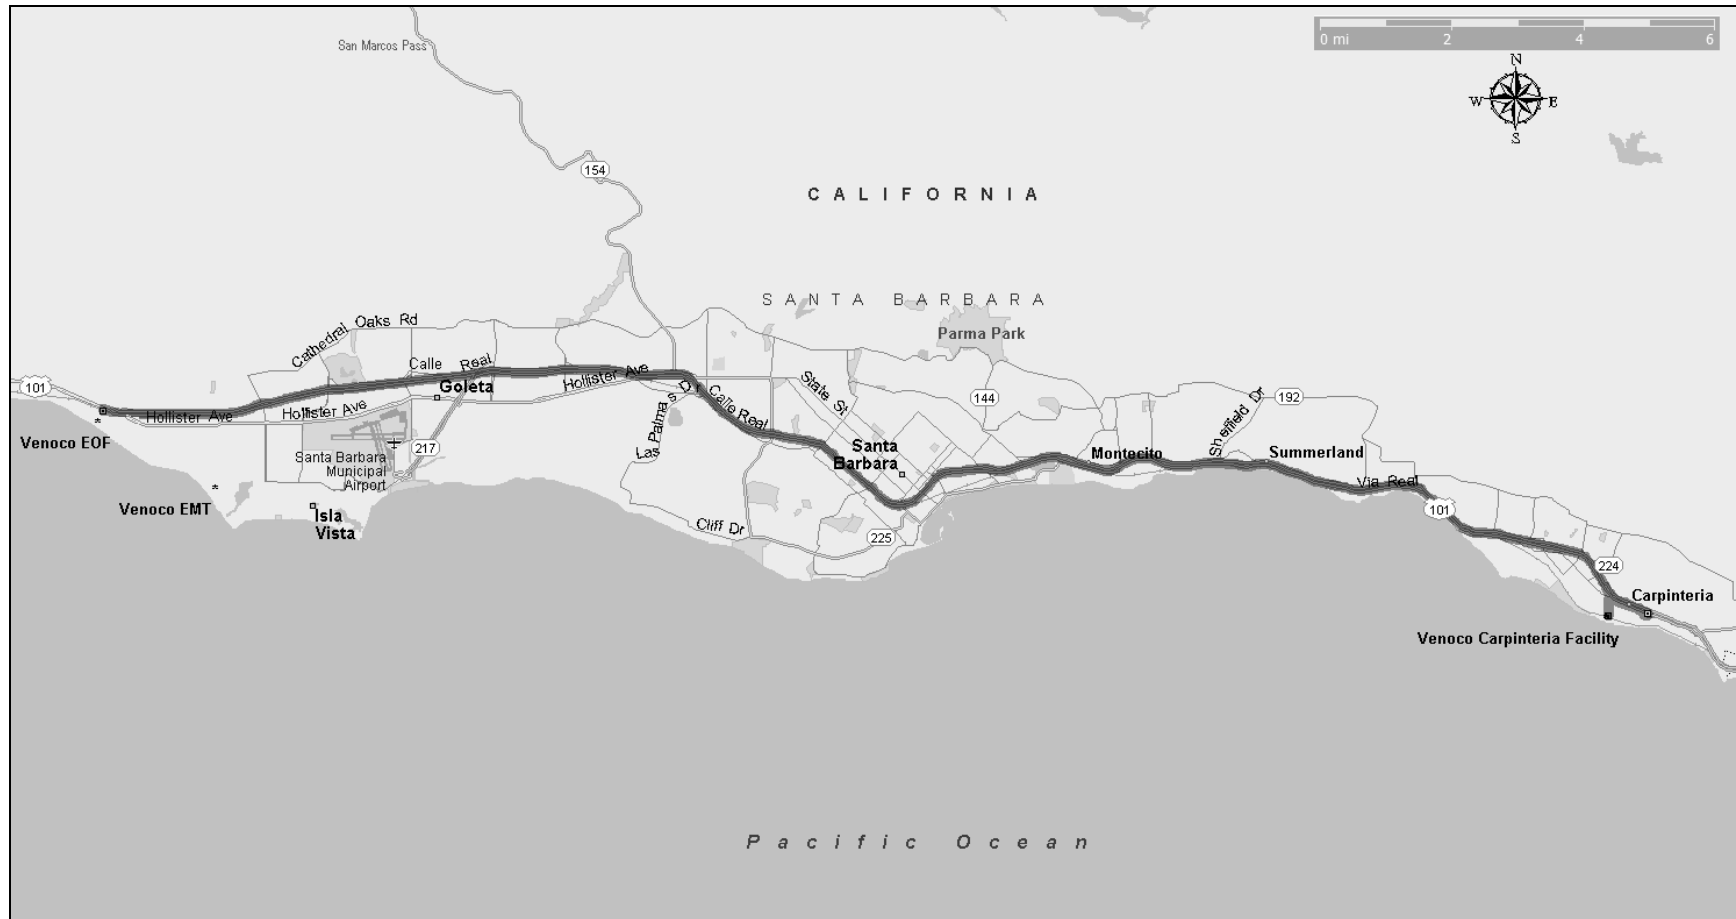 San Marcos Pass
0 mi 2 4 6
N
W E
S
154
CALIFORNIA
SANTA BARBARA
Parma Park
Cathedral Oaks Rd
Calle Real
Goleta
Hollister Ave
101
Hollister Ave
Hollister Ave
Las Palmas Dr
Calle Real
State St
144
Sheffield Dr
192
Venoco EOF
217
Santa Barbara
Municipal
Airport
Santa
Barbara
Montecito
Summerland
Via Real
101
Venoco EMT
Isla
Vista
Cliff Dr
225
224
Carpinteria
Venoco Carpinteria Facility
Pacific Ocean